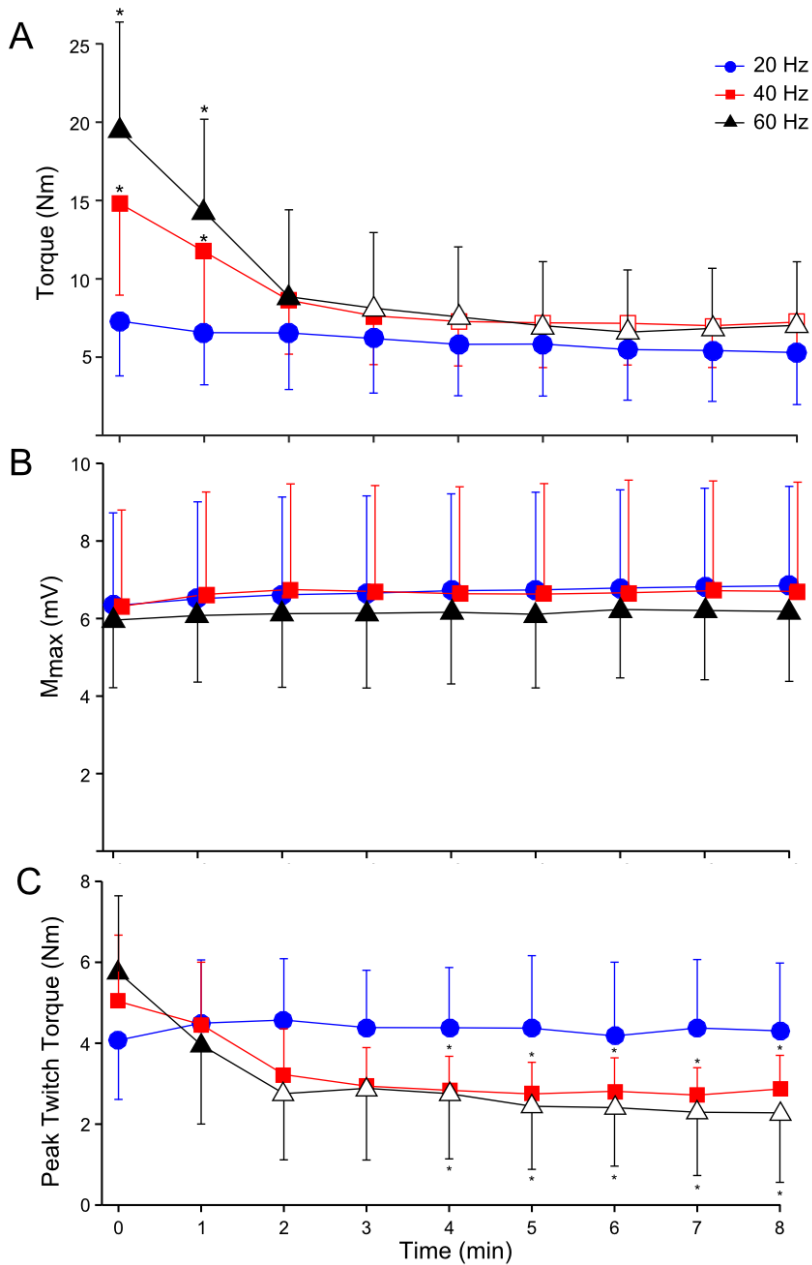 A
*
25
*
20 Hz
40 Hz
60 Hz
20
*
15
*
10
5
Torque (Nm)
B
10
8
6
4
2
Mmax (mV)
C
8
6
4
2
0
Peak Twitch Torque (Nm)
* * * * *
* * * * *
0 1 2 3 4 5 6 7 8
Time (min)